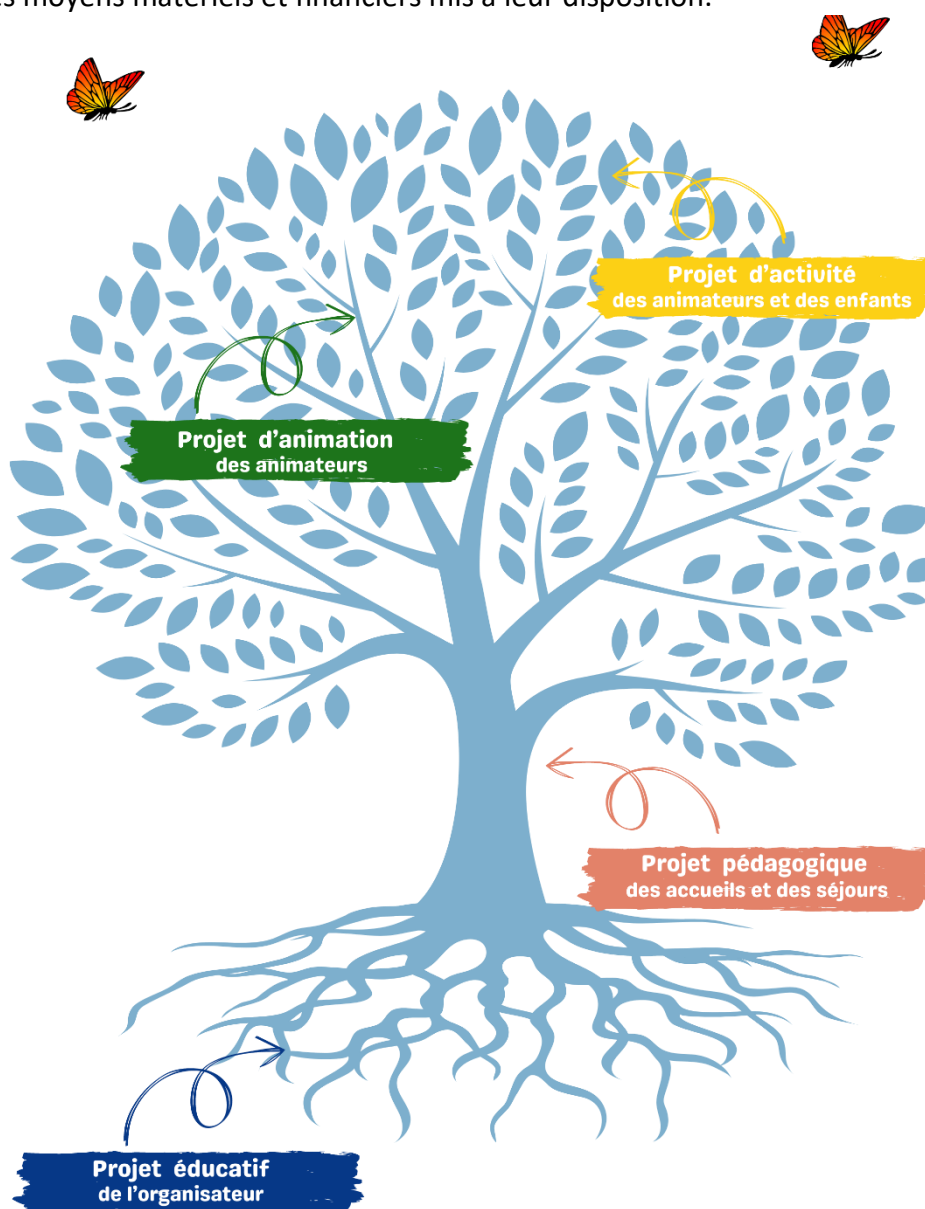 s moyens matériels et financiers mis à leur disposition.
Projet d'activité
des animateurs et des enfants
Projet d'animation
des animateurs
Projet pédagogique
des accueils et des séjours
Projet éducatif
de l'organisateur